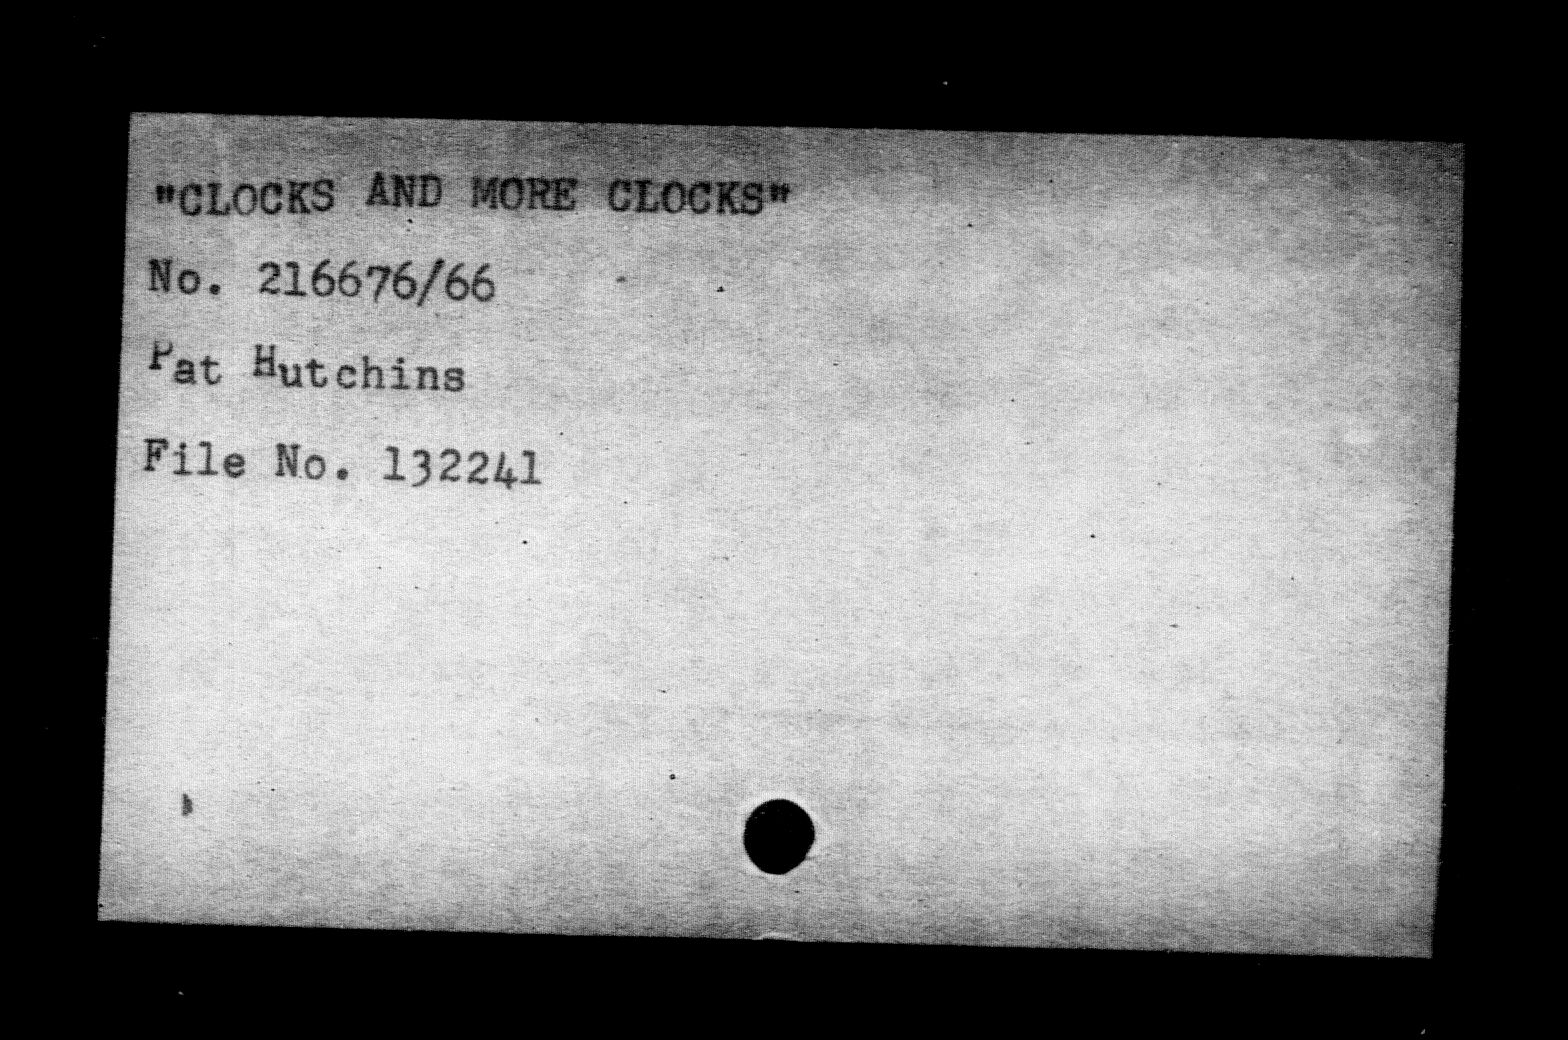 "CLOCKS AND MORE CLOCKS"
No. 216676/66
Pat Hutchins
File No. 132241